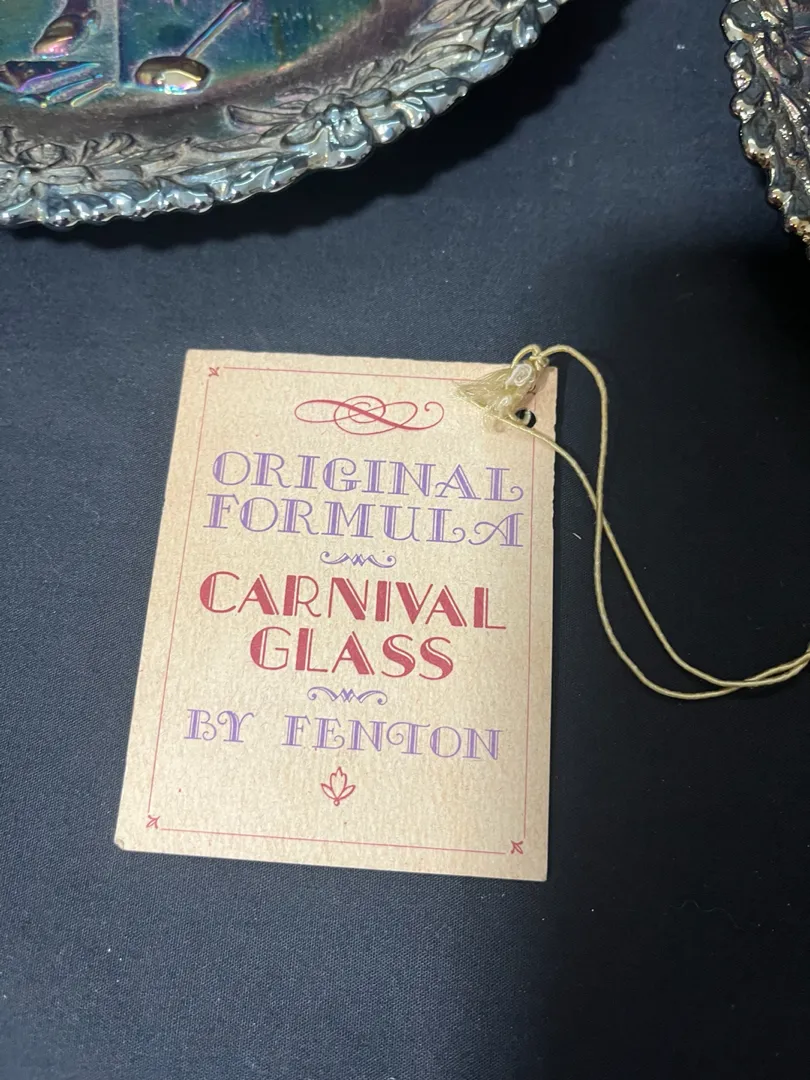 ORIGINAL
FORMULA
CARNIVAL
GLASS
BY FENTON